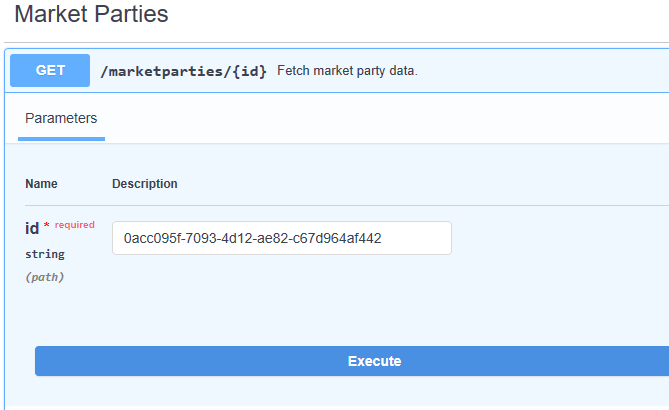 Market Parties
GET /marketparties/{id} Fetch market party data.
Parameters
Name Description
id * required
string
(path)
0acc095f-7093-4d12-ae82-c67d964af442
Execute